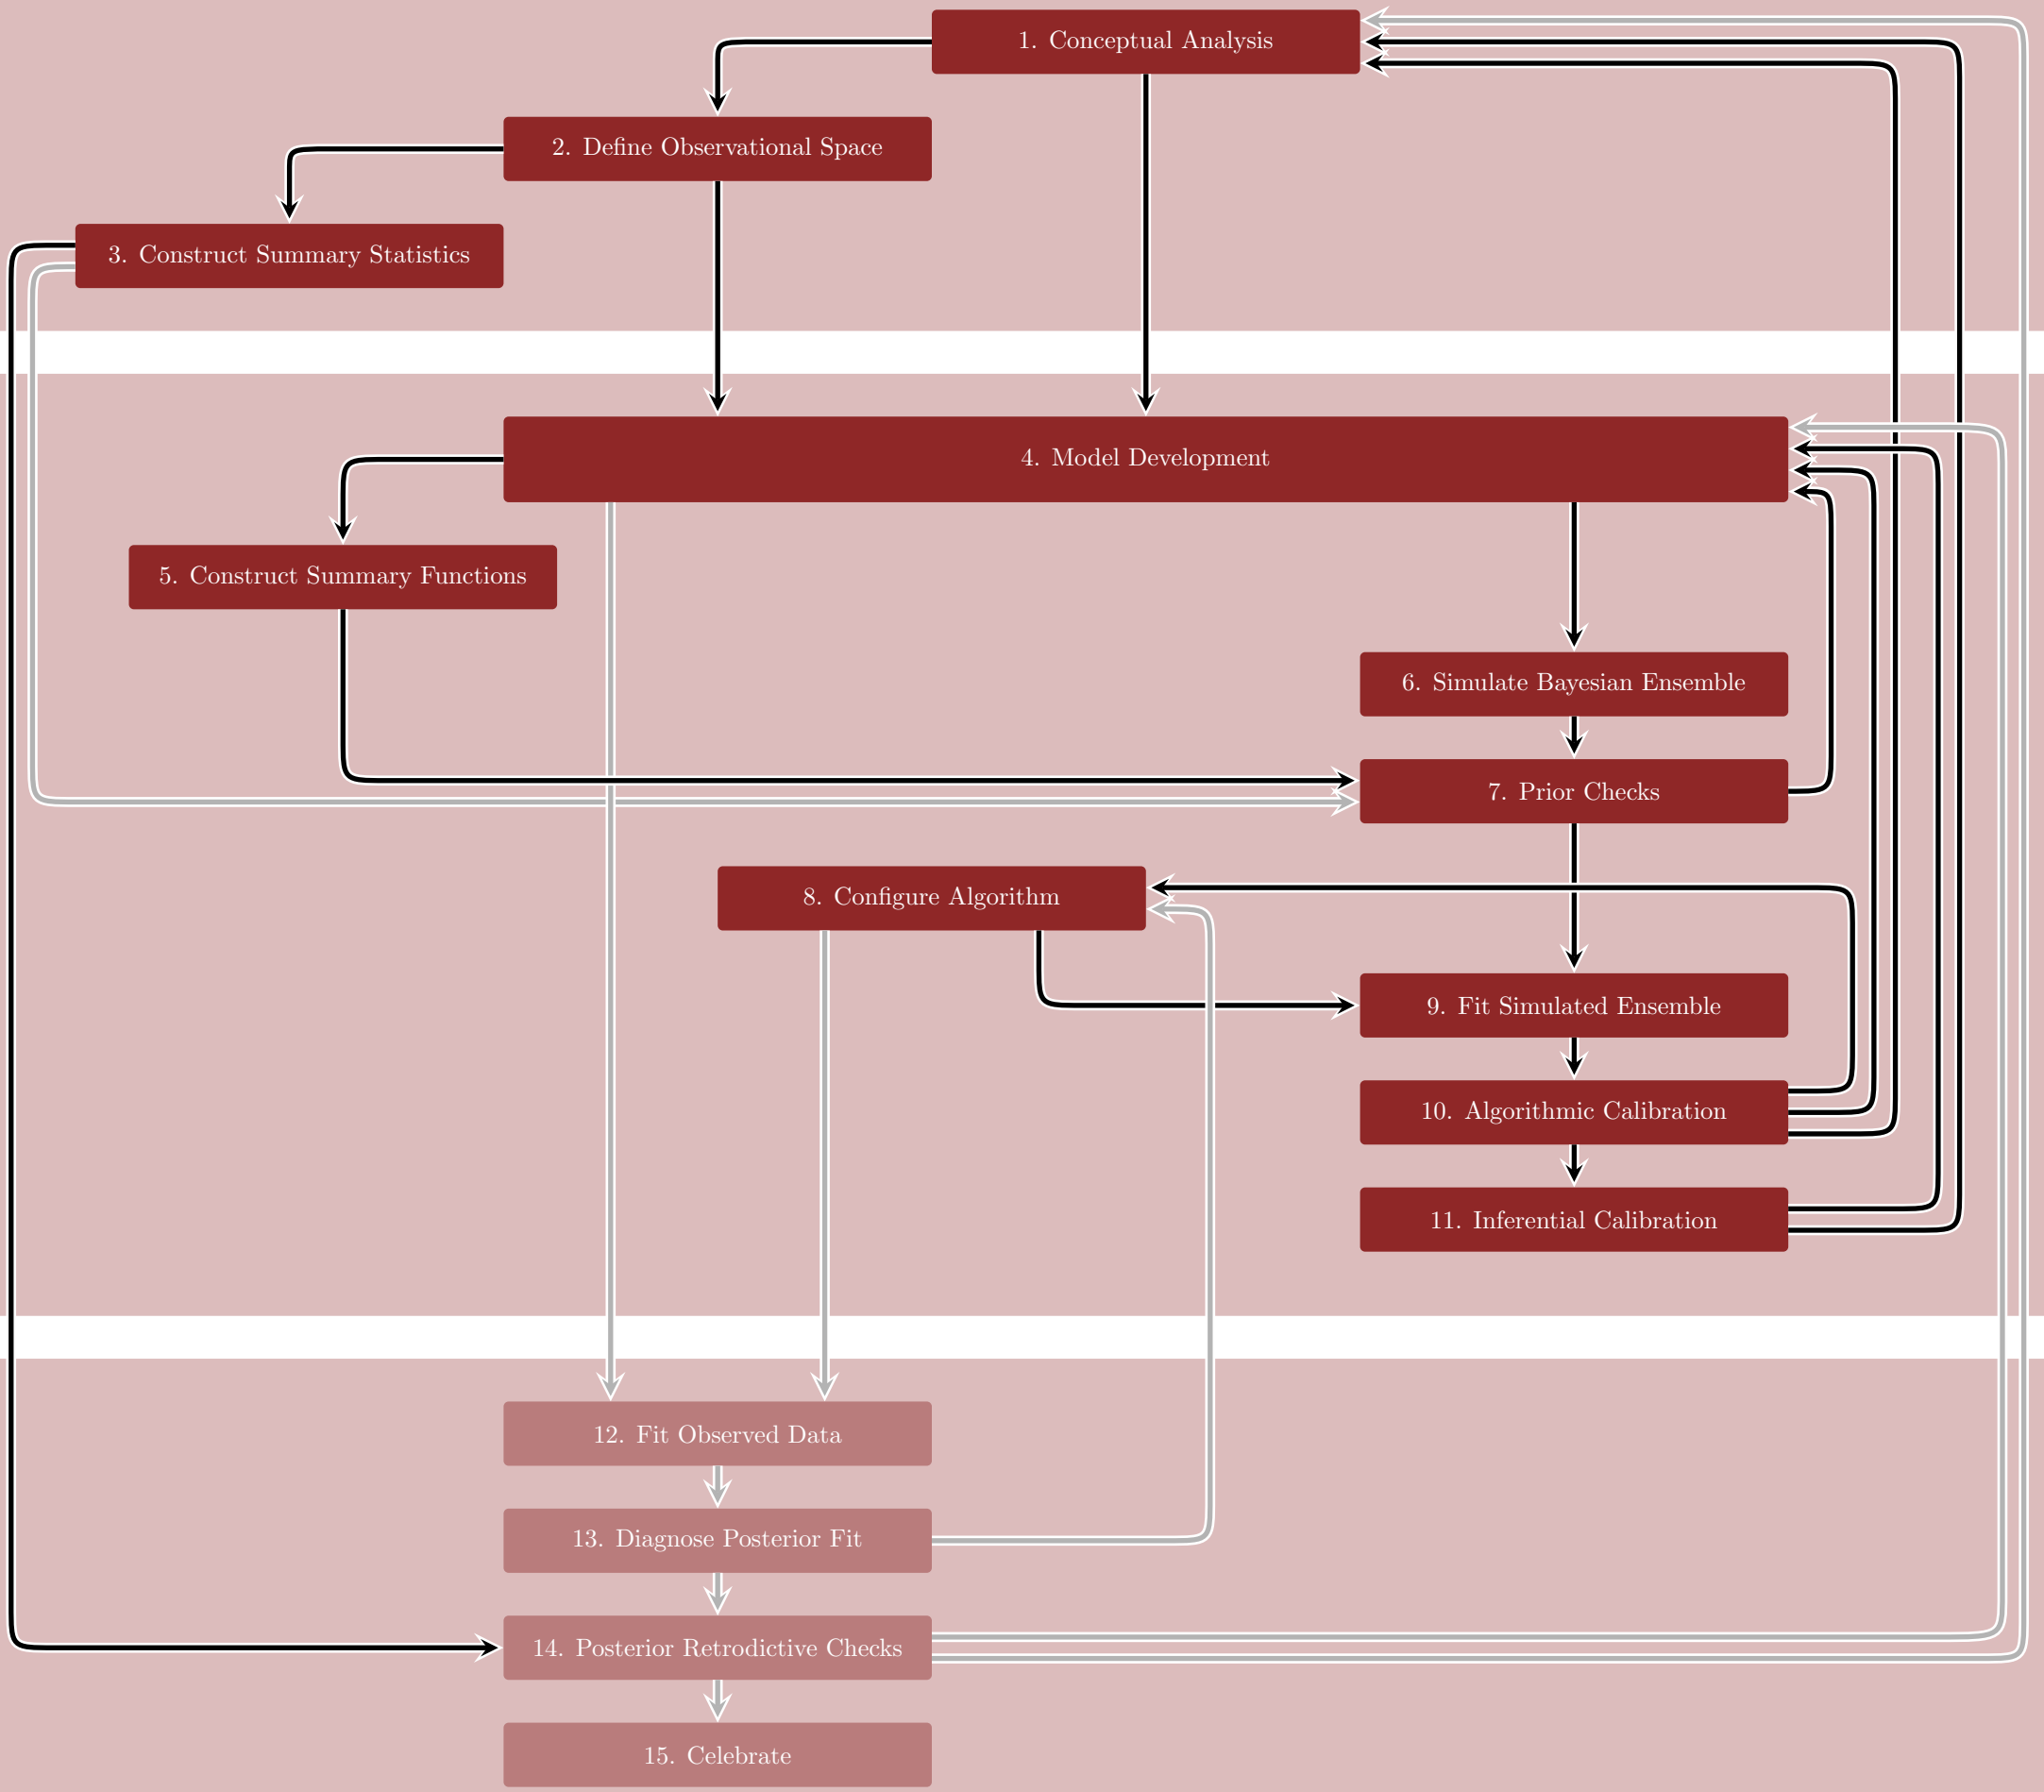 1. Conceptual Analysis
2. Define Observational Space
3. Construct Summary Statistics
4. Model Development
5. Construct Summary Functions
6. Simulate Bayesian Ensemble
7. Prior Checks
8. Configure Algorithm
9. Fit Simulated Ensemble
10. Algorithmic Calibration
11. Inferential Calibration
12. Fit Observed Data
13. Diagnose Posterior Fit
14. Posterior Retrodictive Checks
15. Celebrate